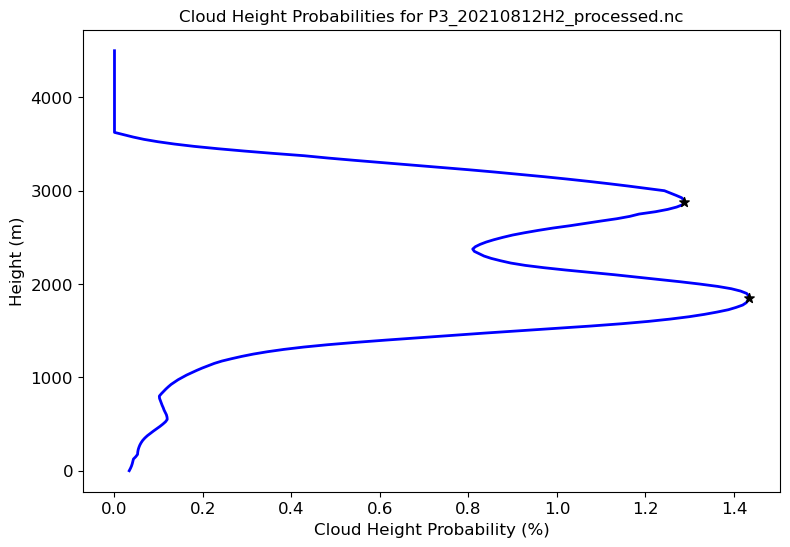 Cloud Height Probabilities for P3_20210812H2_processed.nc
4000
3000
2000
1000
0
Height (m)
0.0 0.2 0.4 0.6 0.8 1.0 1.2 1.4
Cloud Height Probability (%)